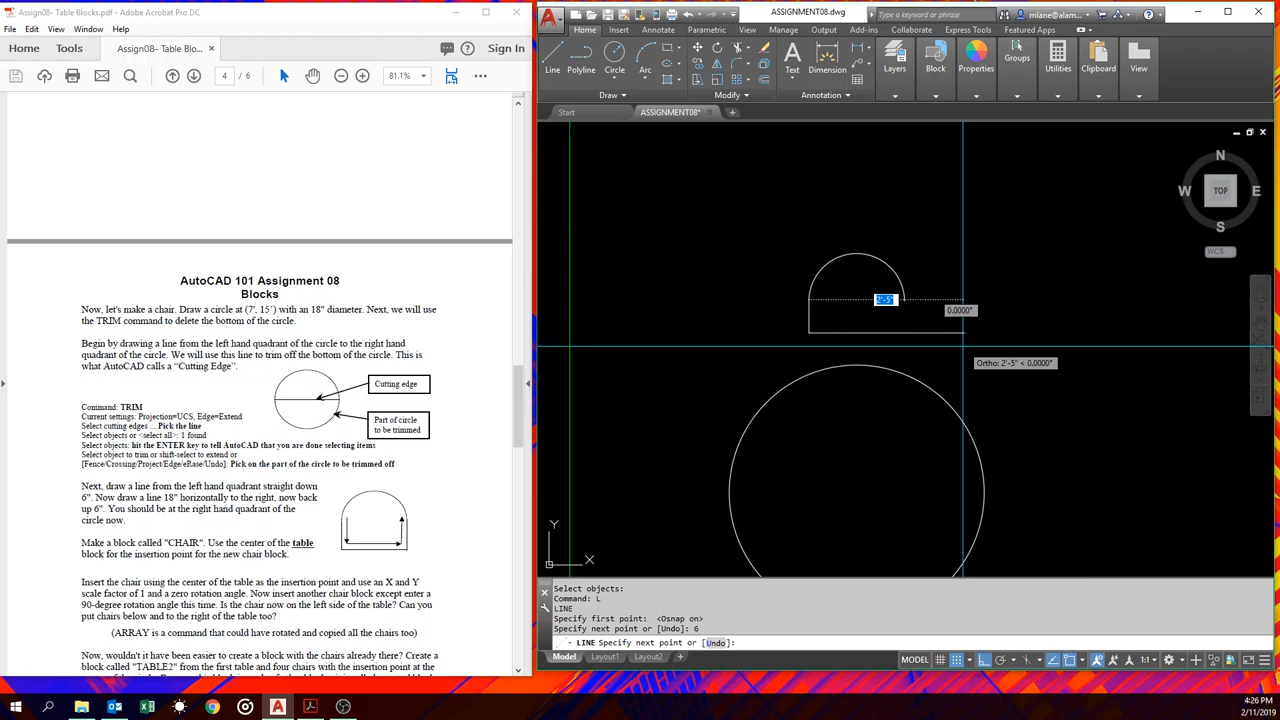 Assign08- Table Blocks.pdf - Adobe Acrobat Pro DC
File Edit View Window Help
Home Tools Assign08- Table Blo... × Sign In
4 / 6 81.1%
AutoCAD 101 Assignment 08
Blocks
Now, let's make a chair. Draw a circle at (7', 15') with an 18" diameter. Next, we will use
the TRIM command to delete the bottom of the circle.
Begin by drawing a line from the left hand quadrant of the circle to the right hand
quadrant of the circle. We will use this line to trim off the bottom of the circle. This is
what AutoCAD calls a "Cutting Edge".
Cutting edge
Part of circle
to be trimmed
Command: TRIM
Current settings: Projection=UCS, Edge=Extend
Select cutting edges ... Pick the line
Select objects or <select all>: 1 found
Select objects: hit the ENTER key to tell AutoCAD that you are done selecting items
Select object to trim or shift-select to extend or
[Fence/Crossing/Project/Edge/eRase/Undo]: Pick on the part of the circle to be trimmed off
Next, draw a line from the left hand quadrant straight down
6". Now draw a line 18" horizontally to the right, now back
up 6". You should be at the right hand quadrant of the
circle now.
Make a block called "CHAIR". Use the center of the table
block for the insertion point for the new chair block.
Insert the chair using the center of the table as the insertion point and use an X and Y
scale factor of 1 and a zero rotation angle. Now insert another chair block except enter a
90-degree rotation angle this time. Is the chair now on the left side of the table? Can you
put chairs below and to the right of the table too?
(ARRAY is a command that could have rotated and copied all the chairs too)
Now, wouldn't it have been easier to create a block with the chairs already there? Create a
block called "TABLE2" from the first table and four chairs with the insertion point at the
ASSIGNMENT08.dwg Type a keyword or phrase mlane@alam...
Home Insert Annotate Parametric View Manage Output Add-ins Collaborate Express Tools Featured Apps
Line Polyline Circle Arc Text Dimension Layers Block Properties Groups Utilities Clipboard View
Draw Modify Annotation
Start ASSIGNMENT08*
N
W TOP E
S
WCS
2'-5"
0.0000°
Ortho: 2'-5" < 0.0000°
Y
X
Select objects:
Command: L
LINE
Specify first point: <Osnap on>
Specify next point or [Undo]: 6
LINE Specify next point or [Undo]:
Model Layout1 Layout2 + MODEL 1:1
4:26 PM
2/11/2019